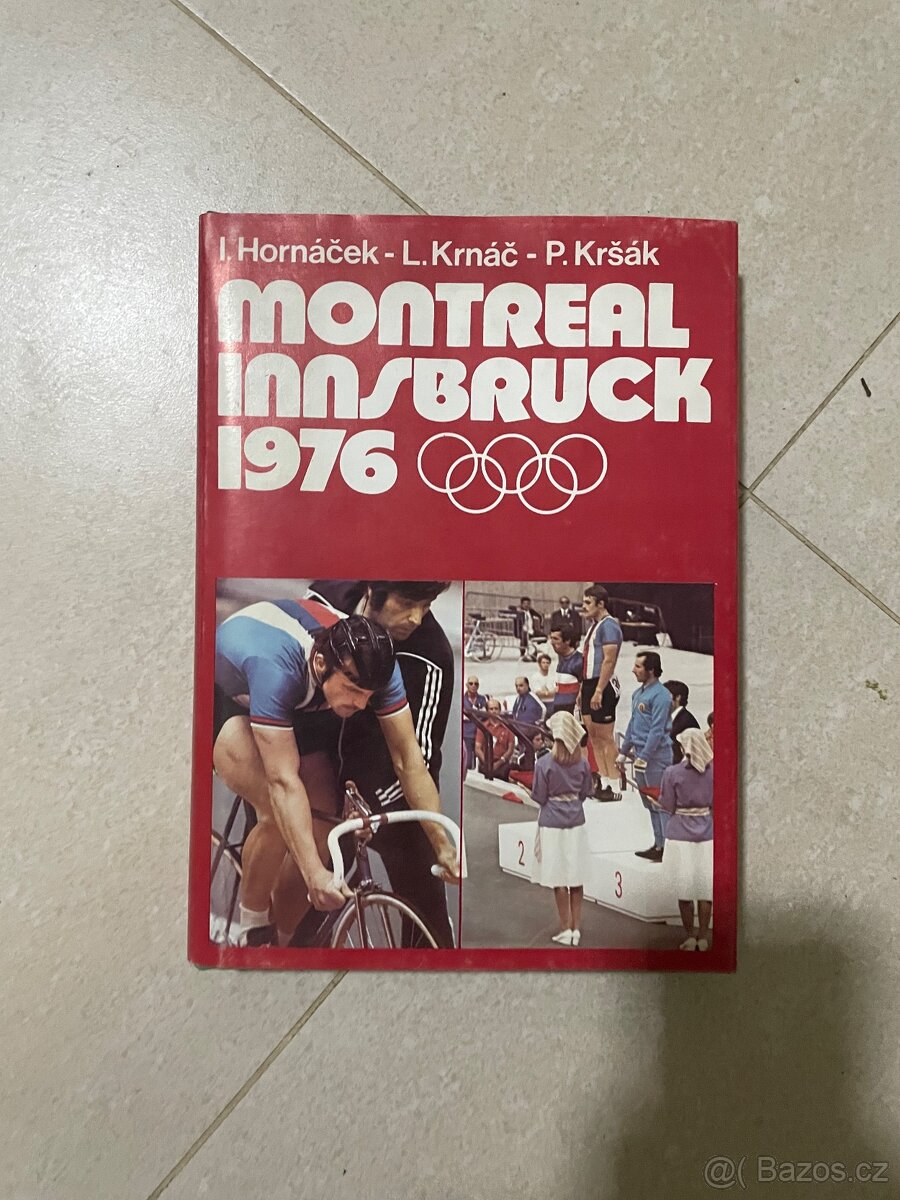 I. Hornáček - L. Krnáč - P. Kršák
MONTREAL
INNSBRUCK
1976
2
3
@( Bazos.cz